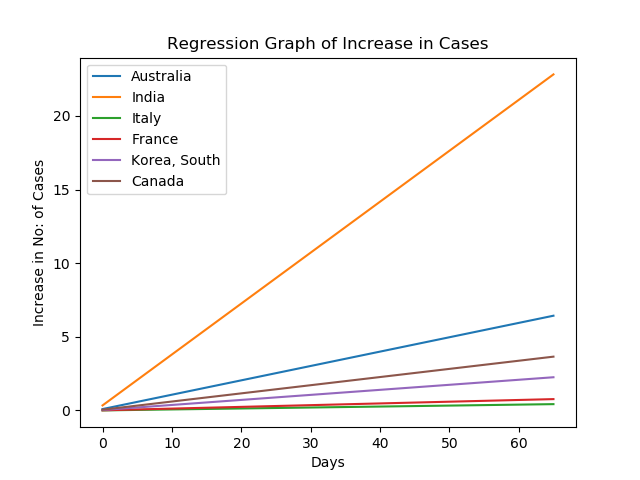 Regression Graph of Increase in Cases
Australia
India
Italy
France
Korea, South
Canada
Increase in No: of Cases
20
15
10
5
0
0 10 20 30 40 50 60
Days